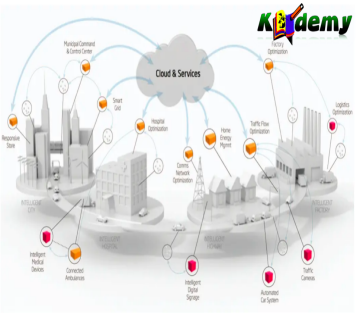 Kledemy
Municipal Command
& Control Center
Cloud & Services
Factory
Optimization
Smart
Grid
Hospital
Optimization
Responsive
Store
Home
Energy
Mgmt
Traffic Flow
Optimization
Logistics
Optimization
Comms
Network
Optimization
INTELLIGENT
CITY
INTELLIGENT
HOSPITAL
INTELLIGENT
INTELLIGENT
FACTORY
Intelligent
Medical
Devices
Connected
Ambulances
Intelligent
Digital
Signage
Automated
Car System
Traffic
Cameras